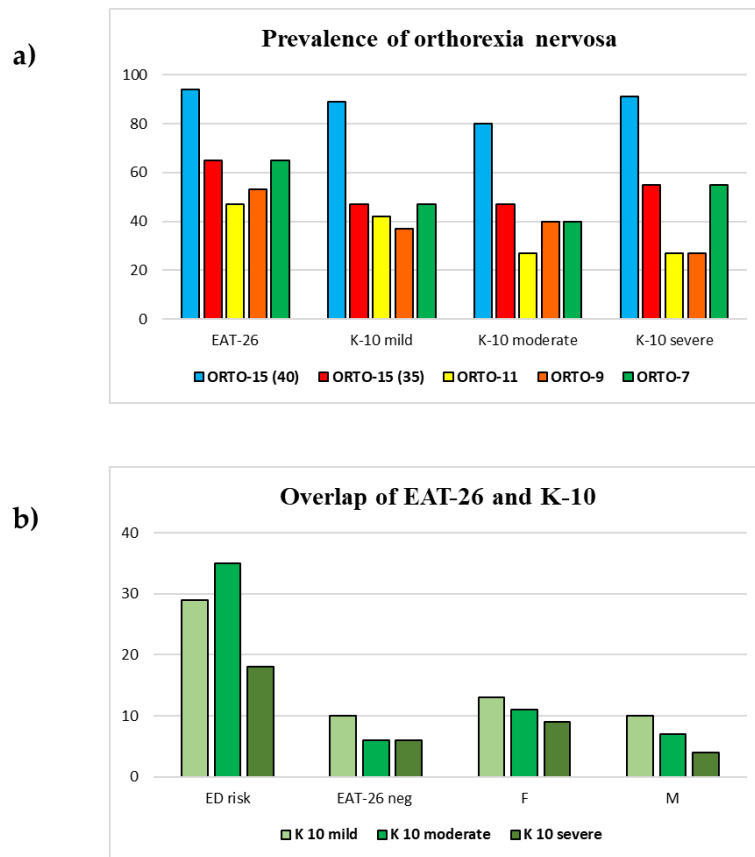 a)
Prevalence of orthorexia nervosa
100
80
60
40
20
0
EAT-26 K-10 mild K-10 moderate K-10 severe
ORTO-15 (40) ORTO-15 (35) ORTO-11 ORTO-9 ORTO-7
b)
Overlap of EAT-26 and K-10
40
30
20
10
0
ED risk EAT-26 neg F M
K 10 mild K 10 moderate K 10 severe